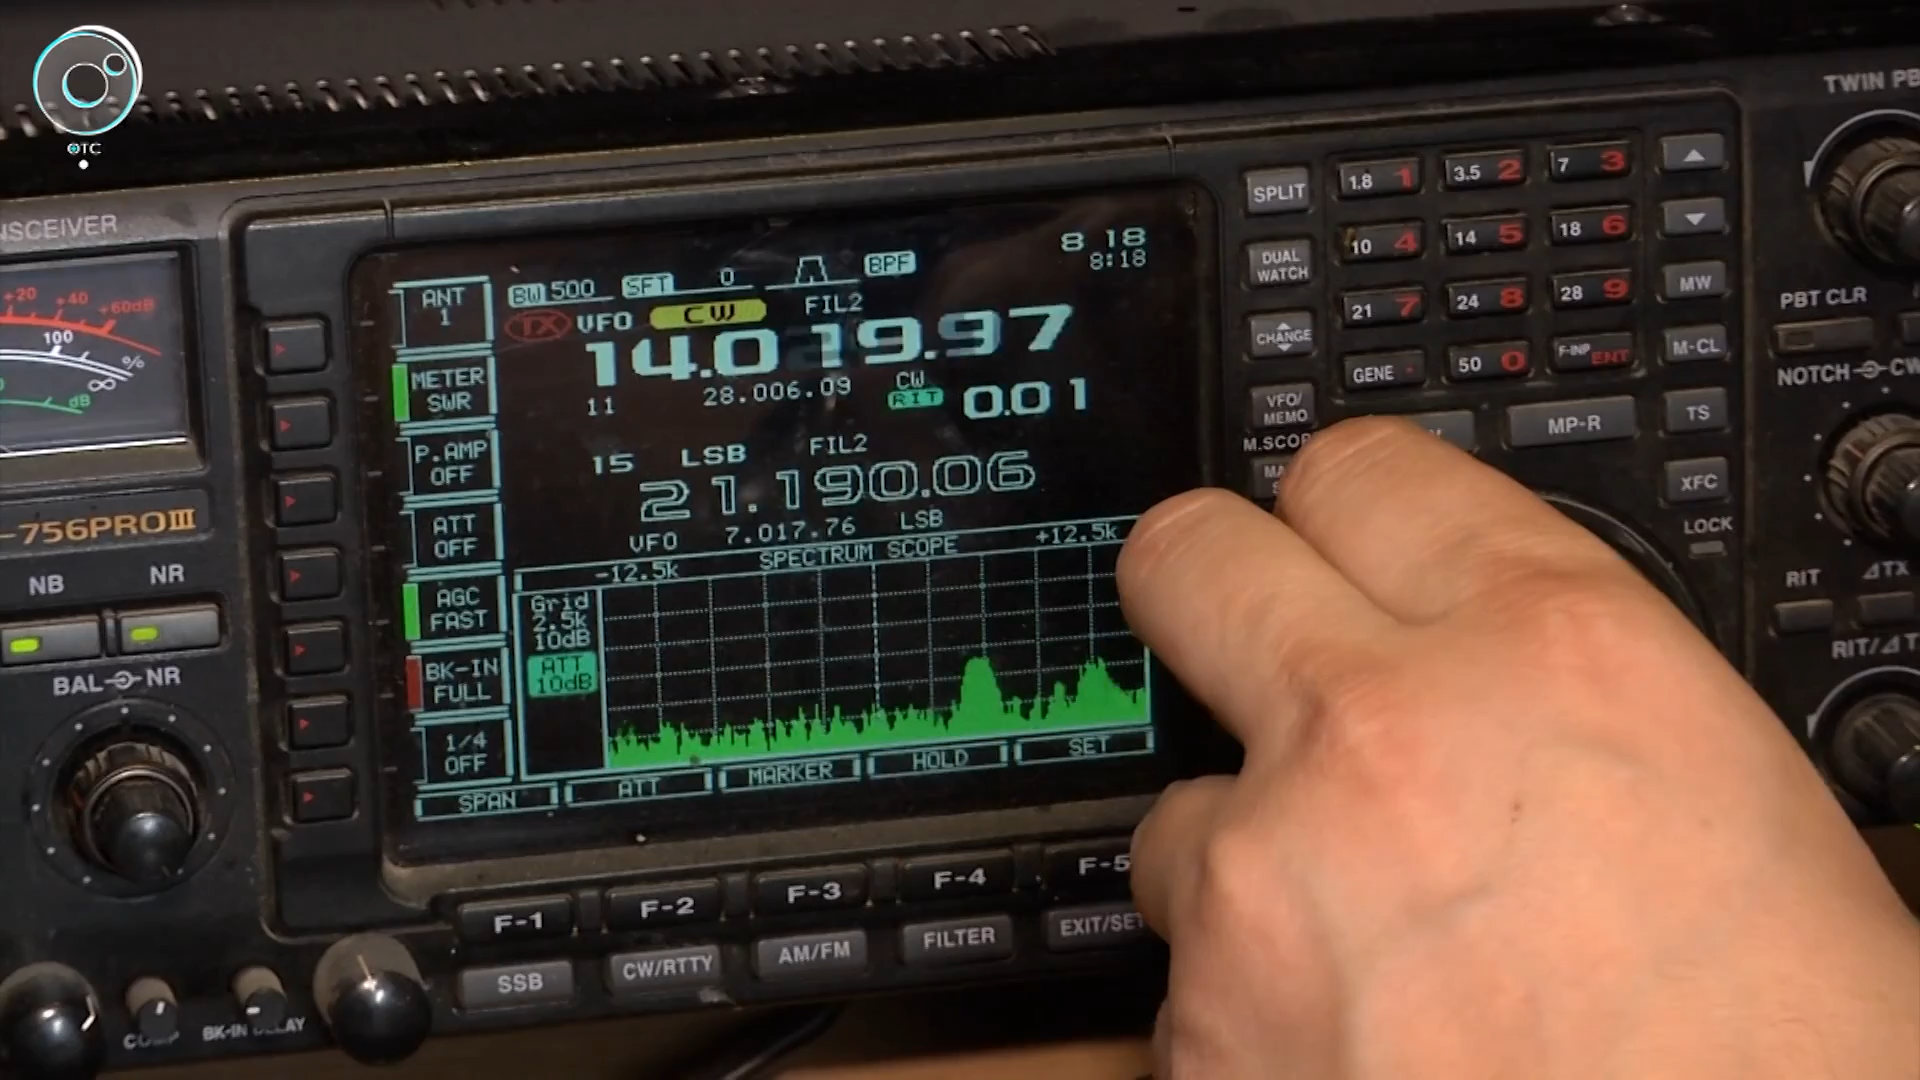 ОТС
NSCEIVER
+20 +40 +60dB
100
%
∞
0
dB
-756PROIII
NB
NR
BAL NR
BK-IN DELAY
ANT
1
METER
SWR
P.AMP
OFF
ATT
OFF
AGC
FAST
BK-IN
FULL
1/4
OFF
BW 500 SFT 0 BPF
8 18
8:18
TX VFO CW FIL2
14.019.97
11 28.006.09 CW
RIT 0.01
15 LSB FIL2
21.190.06
VFO 7.017.76 LSB
-12.5k SPECTRUM SCOPE +12.5k
Grid
2.5k
10dB
ATT
10dB
SPAN ATT MARKER HOLD SET
F-1 F-2 F-3 F-4 F-5
SSB CW/RTTY AM/FM FILTER EXIT/SET
SPLIT
DUAL
WATCH
CHANGE
VFO/
MEMO
M.SCOP
1.8 1 3.5 2 7 3
10 4 14 5 18 6
21 7 24 8 28 9
GENE · 50 0 F-INP ENT
MP-R
MW
M-CL
TS
XFC
LOCK
TWIN PB
PBT CLR
NOTCH CW
RIT ⊿TX
RIT/⊿T